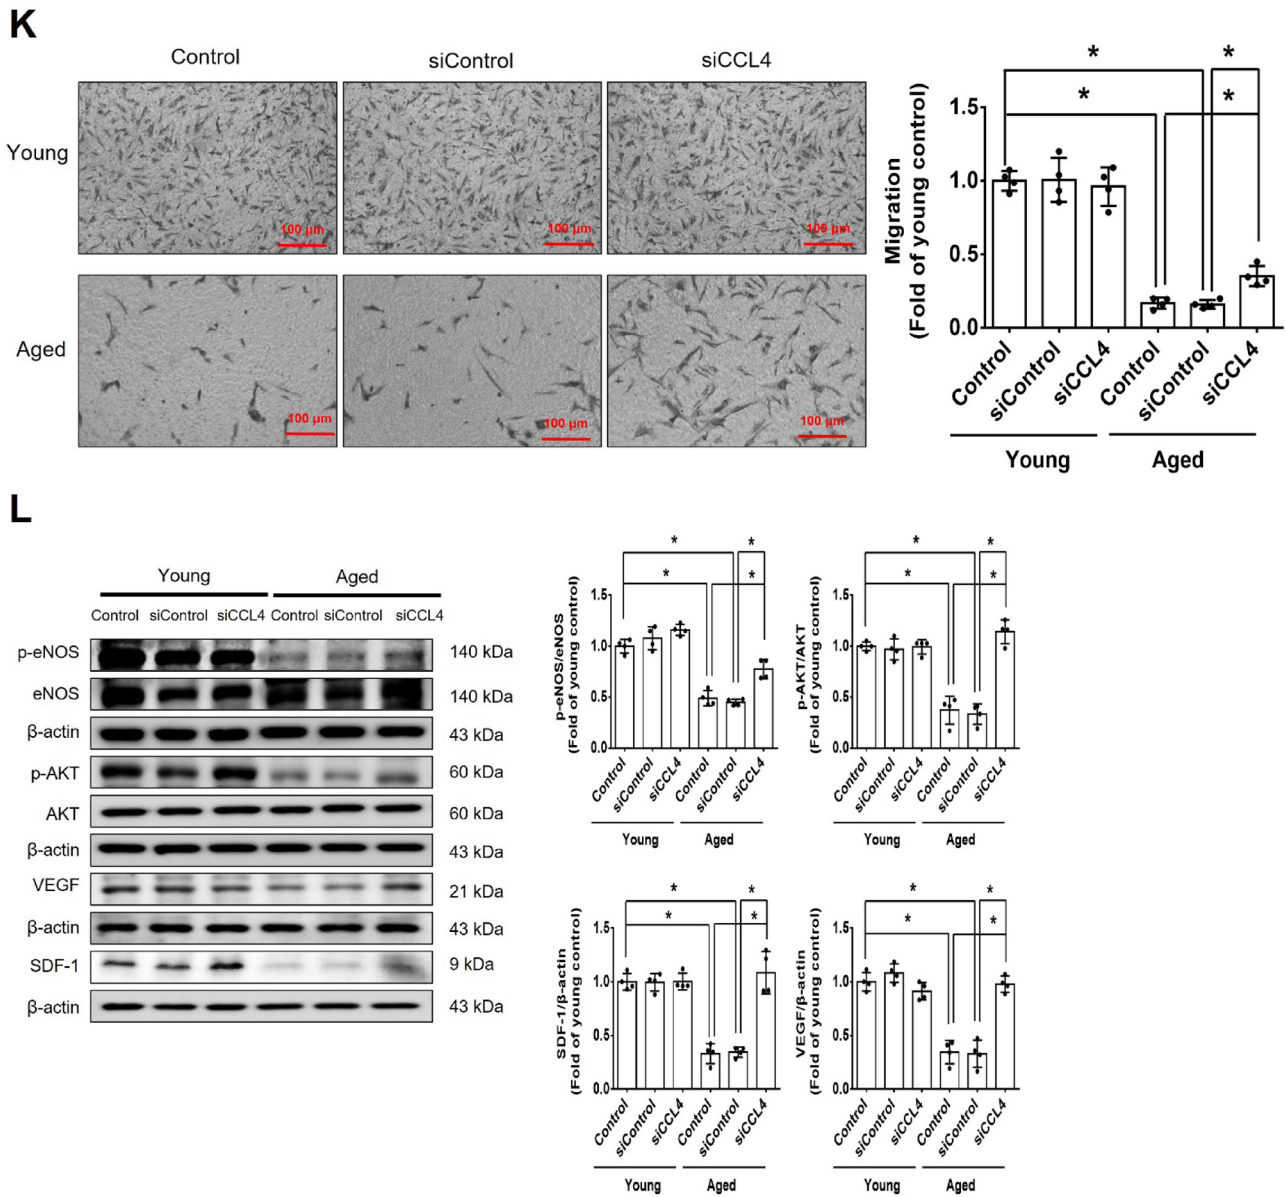 K
Control
siControl
siCCL4
Young
100 μm
100 μm
100 μm
Aged
100 μm
100 μm
100 μm
*
*
*
*
Migration
(Fold of young control)
1.5
1.0
0.5
0.0
Control
siControl
siCCL4
Control
siControl
siCCL4
Young
Aged
L
Young
Aged
Control siControl siCCL4 Control siControl siCCL4
p-eNOS 140 kDa
eNOS 140 kDa
β-actin 43 kDa
p-AKT 60 kDa
AKT 60 kDa
β-actin 43 kDa
VEGF 21 kDa
β-actin 43 kDa
SDF-1 9 kDa
β-actin 43 kDa
*
*
*
*
p-eNOS/eNOS
(Fold of young control)
1.5
1.0
0.5
0.0
Control
siControl
siCCL4
Control
siControl
siCCL4
Young
Aged
*
*
*
*
p-AKT/AKT
(Fold of young control)
1.5
1.0
0.5
0.0
Control
siControl
siCCL4
Control
siControl
siCCL4
Young
Aged
*
*
*
*
SDF-1/β-actin
(Fold of young control)
1.5
1.0
0.5
0.0
Control
siControl
siCCL4
Control
siControl
siCCL4
Young
Aged
*
*
*
*
VEGF/β-actin
(Fold of young control)
1.5
1.0
0.5
0.0
Control
siControl
siCCL4
Control
siControl
siCCL4
Young
Aged